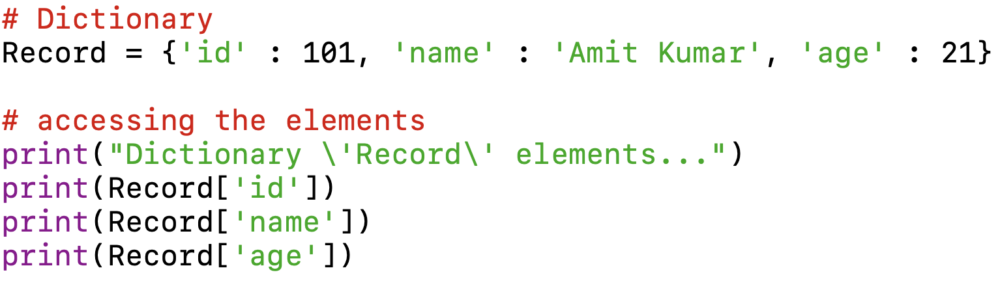 # Dictionary
Record = {'id' : 101, 'name' : 'Amit Kumar', 'age' : 21}
# accessing the elements
print("Dictionary \'Record\' elements...")
print(Record['id'])
print(Record['name'])
print(Record['age'])